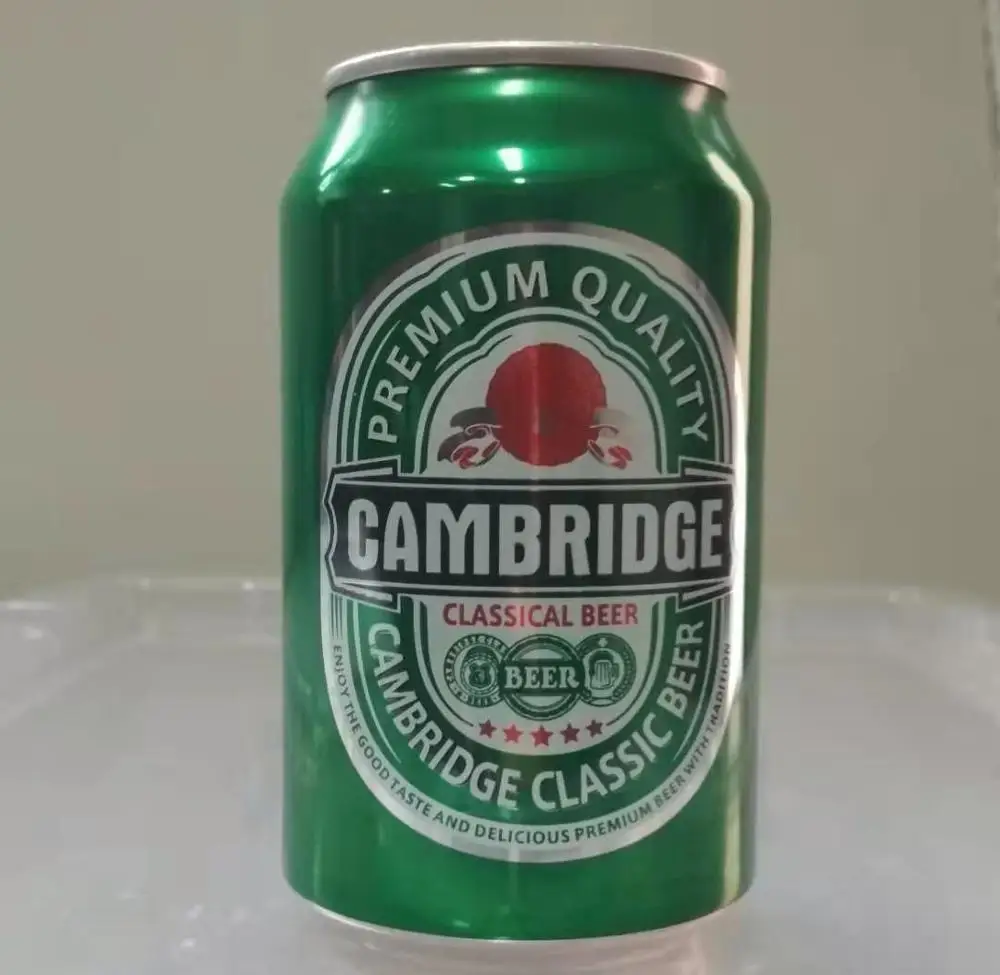 PREMIUM QUALITY
CAMBRIDGE
CLASSICAL BEER
BEER
CAMBRIDGE CLASSIC BEER
ENJOY THE GOOD TASTE AND DELICIOUS PREMIUM BEER WITH TRADITION